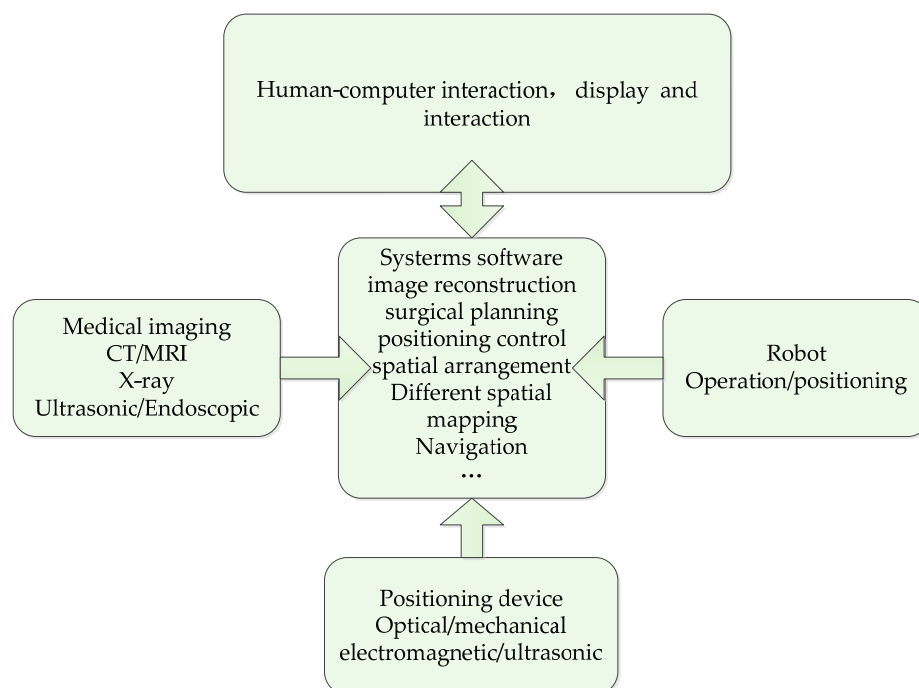 Human-computer interaction， display and
interaction
Systerms software
image reconstruction
surgical planning
positioning control
spatial arrangement
Different spatial
mapping
Navigation
...
Medical imaging
CT/MRI
X-ray
Ultrasonic/Endoscopic
Robot
Operation/positioning
Positioning device
Optical/mechanical
electromagnetic/ultrasonic